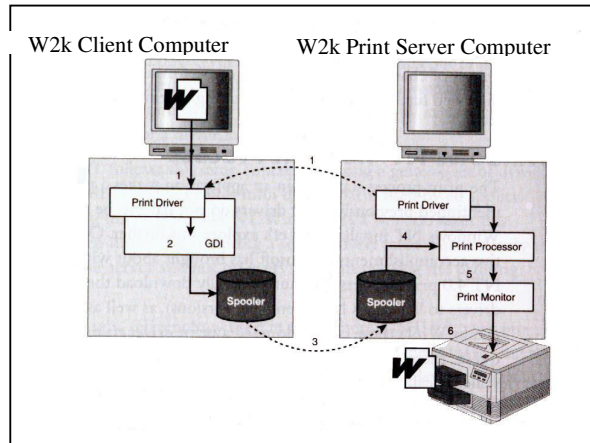 W2k Client Computer
W2k Print Server Computer
W
1
1
Print Driver
Print Driver
2 GDI
4
Print Processor
5
Spooler
Spooler
Print Monitor
3
6
W